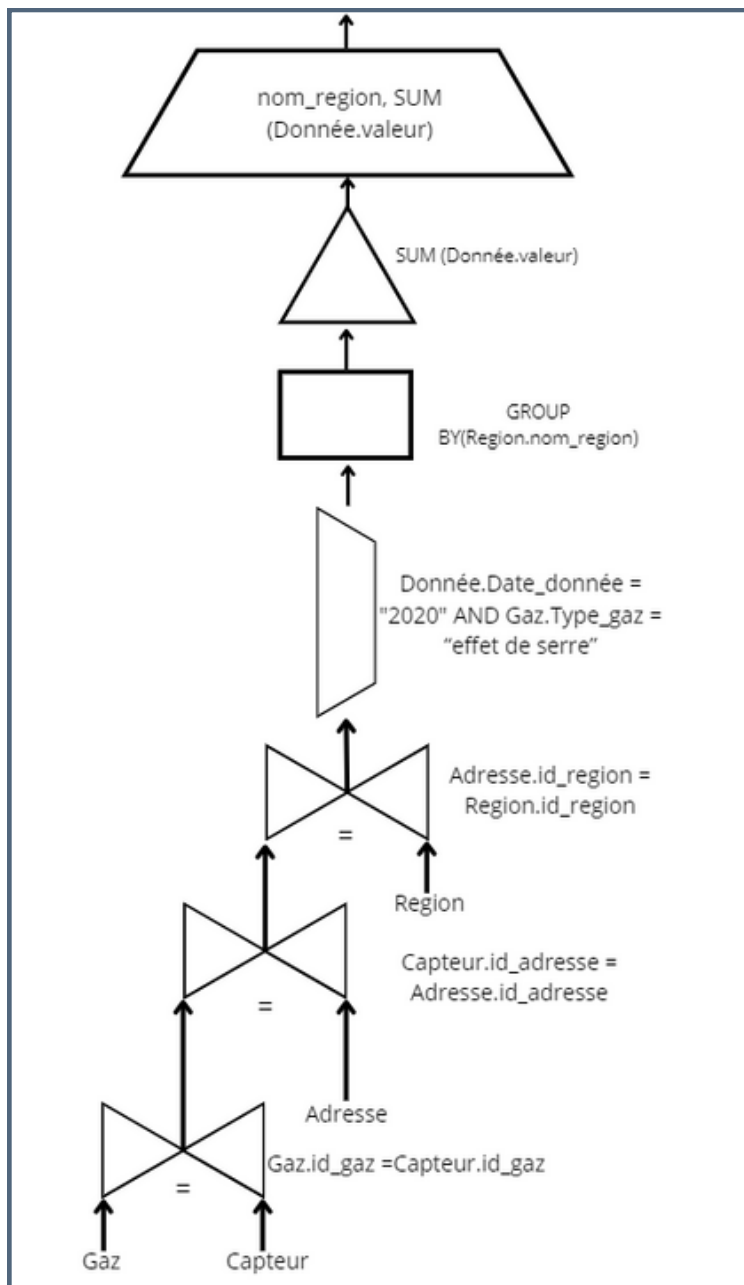 nom_region, SUM
(Donnée.valeur)
SUM (Donnée.valeur)
GROUP
BY(Region.nom_region)
Donnée.Date_donnée =
"2020" AND Gaz.Type_gaz =
“effet de serre”
Adresse.id_region =
Region.id_region
=
Region
Capteur.id_adresse =
Adresse.id_adresse
=
Adresse
Gaz.id_gaz =Capteur.id_gaz
=
Gaz
Capteur